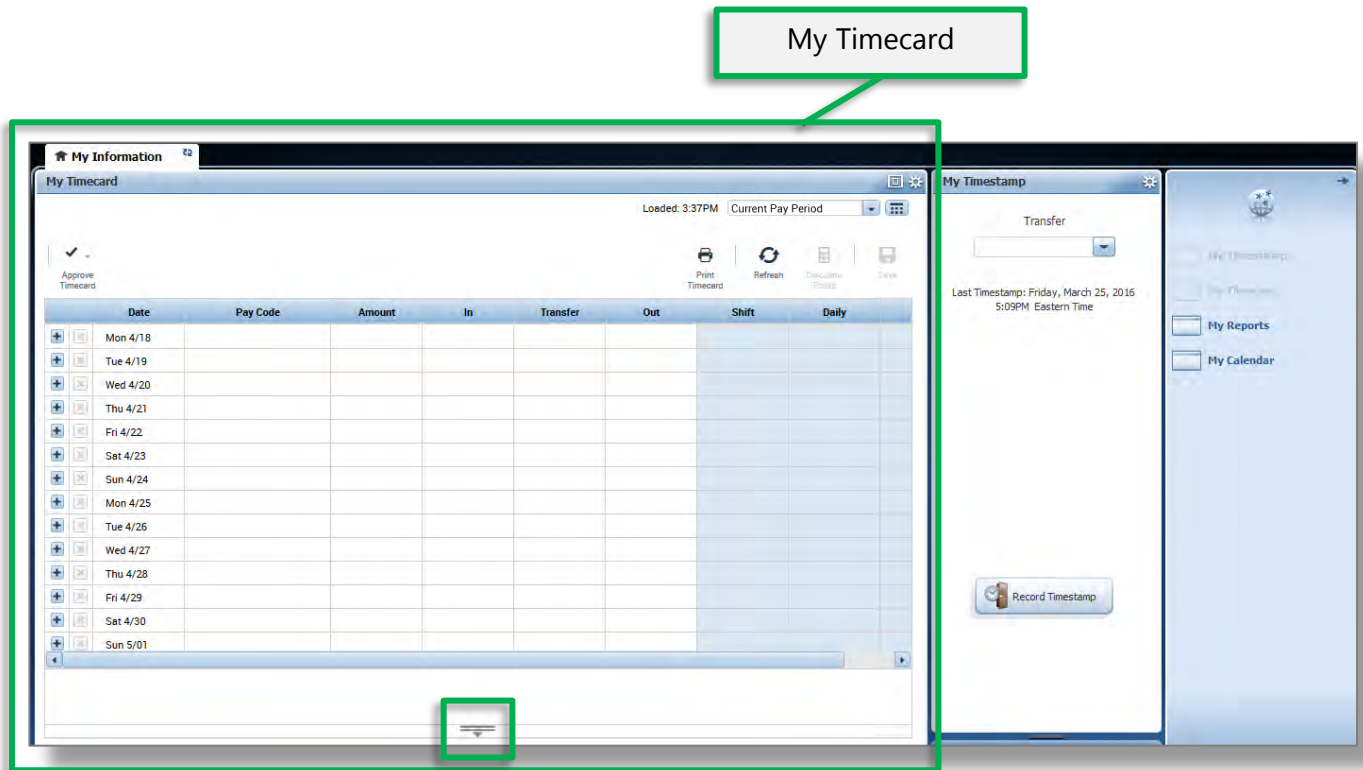 My Timecard
My Information
My Timecard
Loaded: 3:37PM Current Pay Period
Approve
Timecard
Print
Timecard
Refresh
Calculate
Totals
Save
Date Pay Code Amount In Transfer Out Shift Daily
Mon 4/18
Tue 4/19
Wed 4/20
Thu 4/21
Fri 4/22
Sat 4/23
Sun 4/24
Mon 4/25
Tue 4/26
Wed 4/27
Thu 4/28
Fri 4/29
Sat 4/30
Sun 5/01
My Timestamp
Transfer
Last Timestamp: Friday, March 25, 2016
5:09PM Eastern Time
Record Timestamp
My Timestamp
My Timecard
My Reports
My Calendar